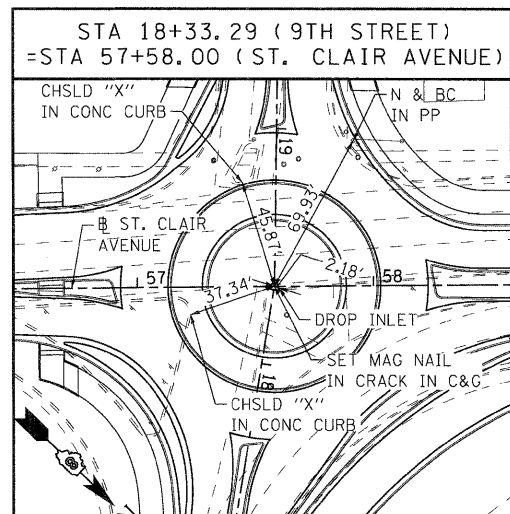 STA 18+33.29 (9TH STREET)
=STA 57+58.00 (ST. CLAIR AVENUE)
CHSLD "X"
IN CONC CURB
N & BC
IN PP
19
45.87'
69.93'
B ST. CLAIR
AVENUE
57
37.34'
2.18'
58
DROP INLET
SET MAG NAIL
IN CRACK IN C&G
18
CHSLD "X"
IN CONC CURB